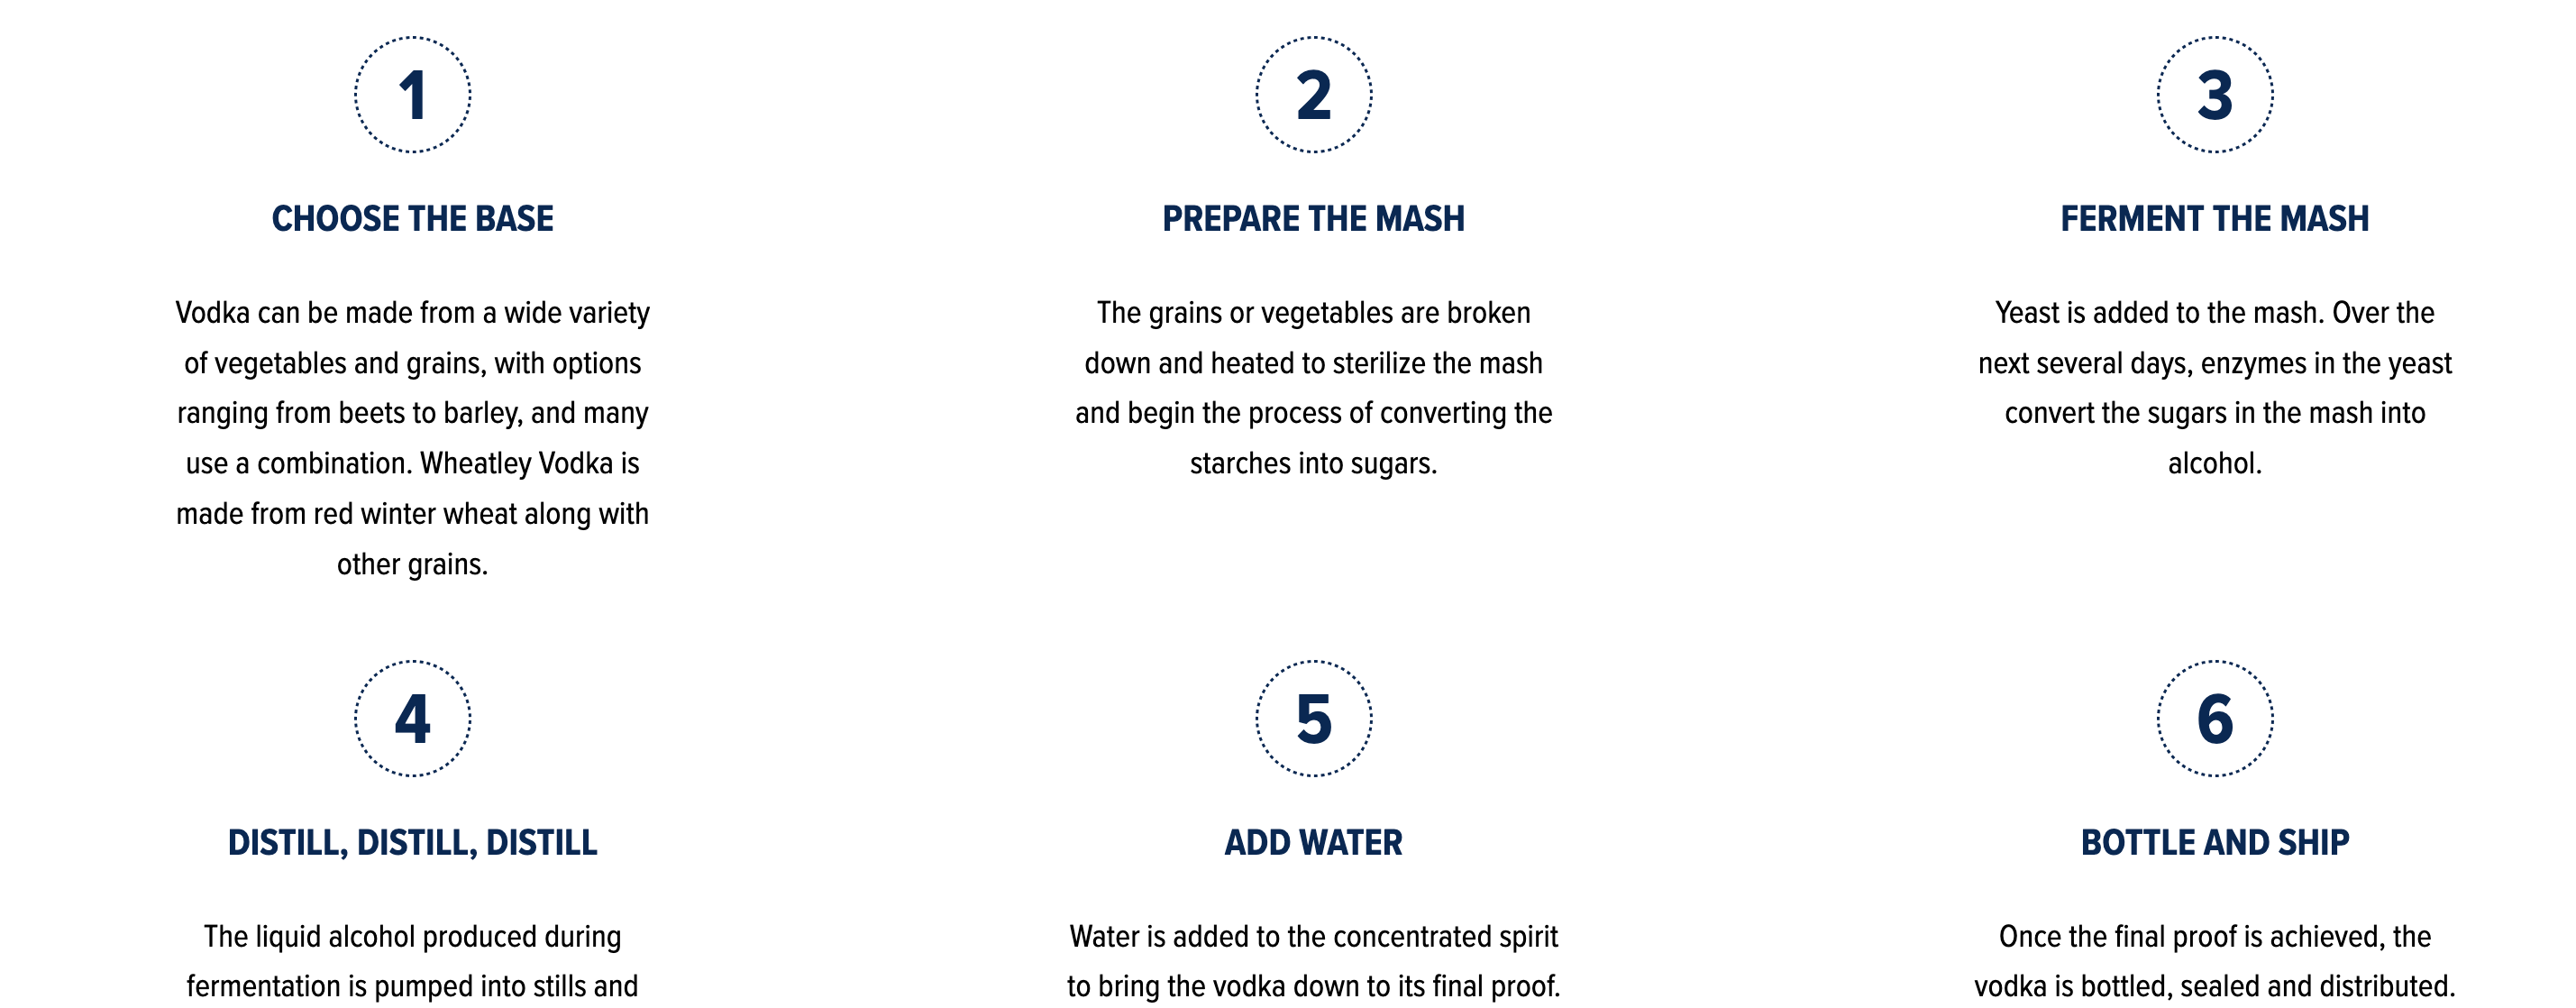 1
CHOOSE THE BASE
Vodka can be made from a wide variety
of vegetables and grains, with options
ranging from beets to barley, and many
use a combination. Wheatley Vodka is
made from red winter wheat along with
other grains.
2
PREPARE THE MASH
The grains or vegetables are broken
down and heated to sterilize the mash
and begin the process of converting the
starches into sugars.
3
FERMENT THE MASH
Yeast is added to the mash. Over the
next several days, enzymes in the yeast
convert the sugars in the mash into
alcohol.
4
DISTILL, DISTILL, DISTILL
The liquid alcohol produced during
fermentation is pumped into stills and
5
ADD WATER
Water is added to the concentrated spirit
to bring the vodka down to its final proof.
6
BOTTLE AND SHIP
Once the final proof is achieved, the
vodka is bottled, sealed and distributed.